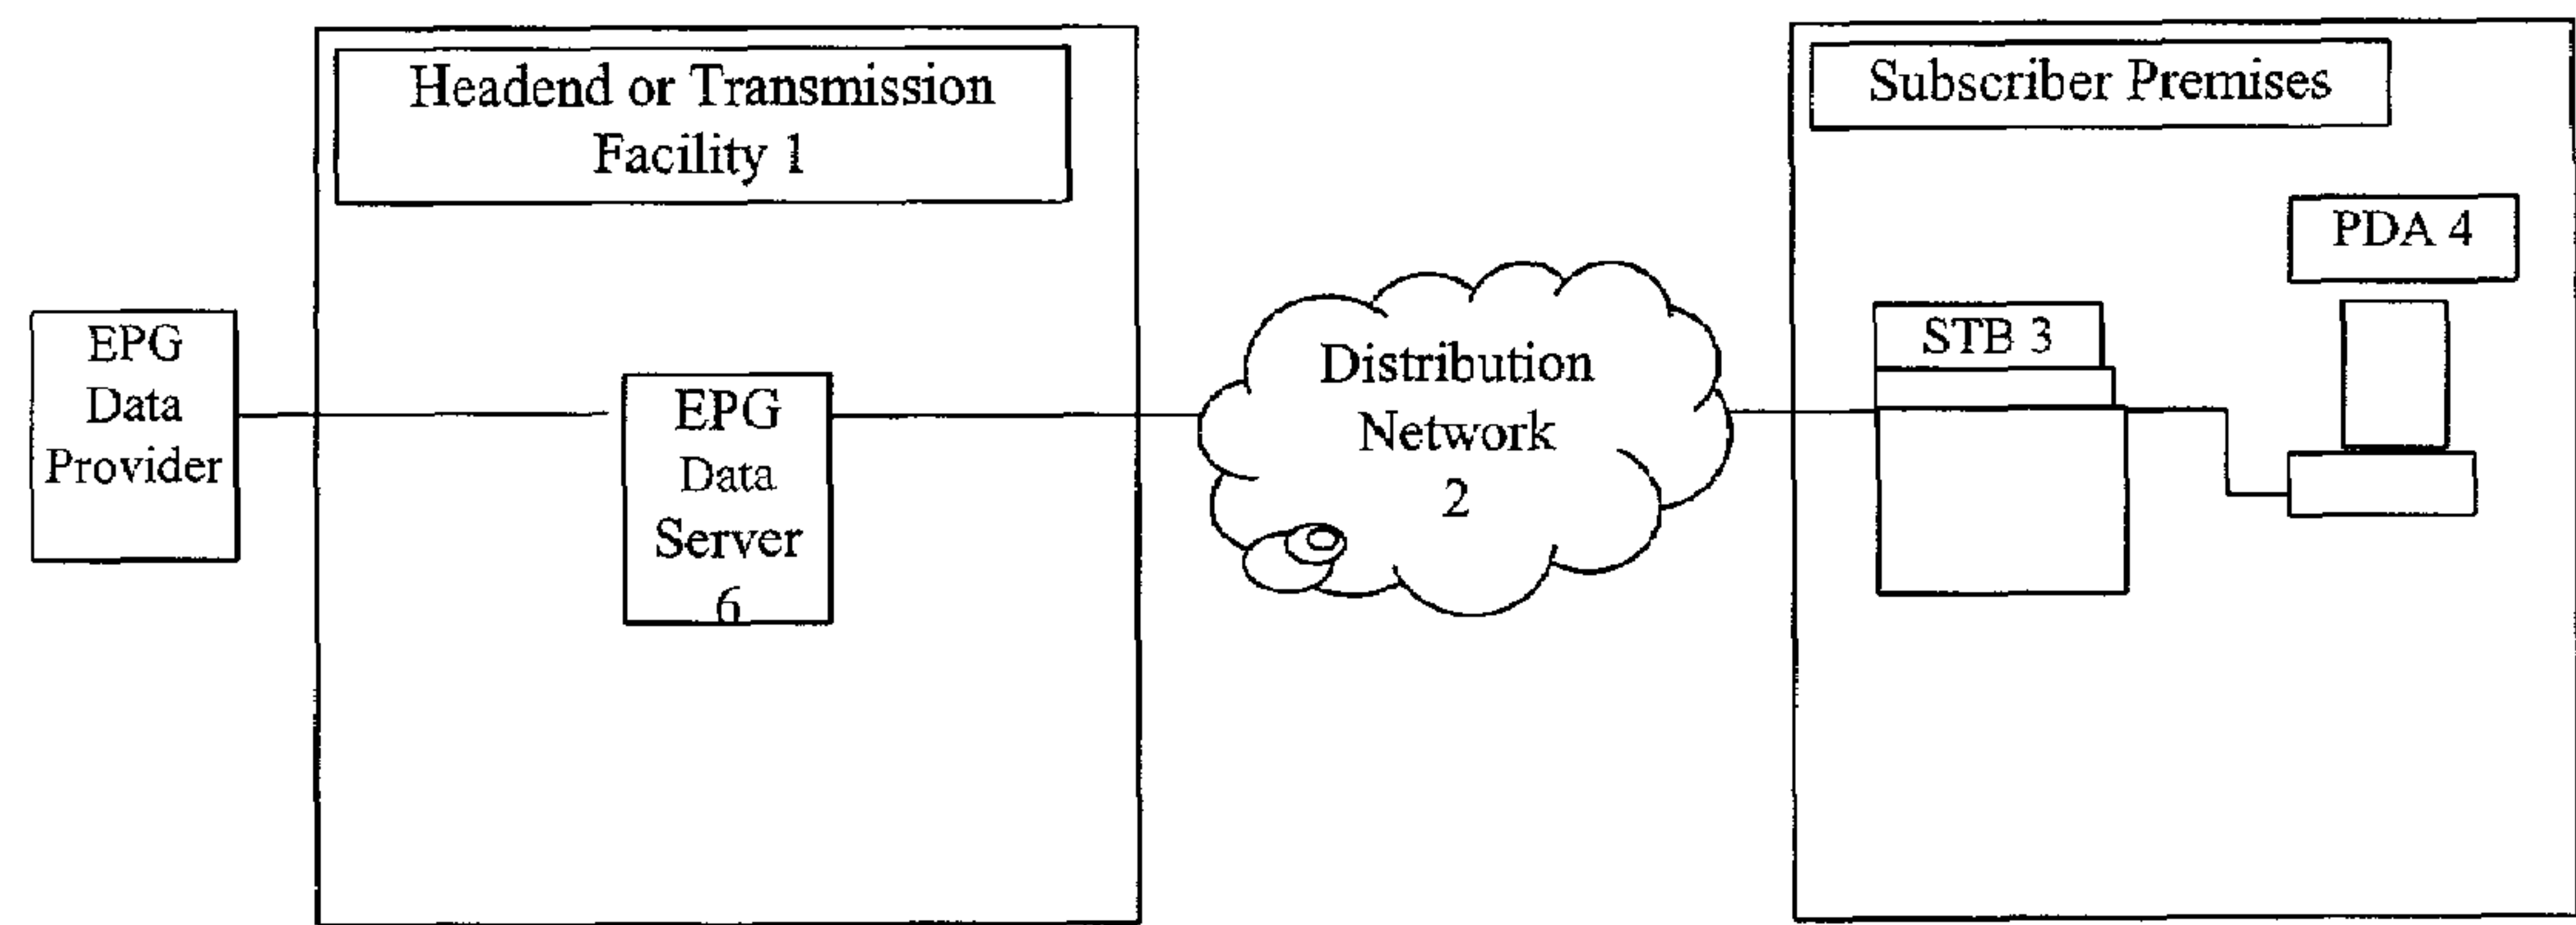 EPG
Data
Provider
Headend or Transmission
Facility 1
EPG
Data
Server
6
Distribution
Network
2
Subscriber Premises
STB 3
PDA 4